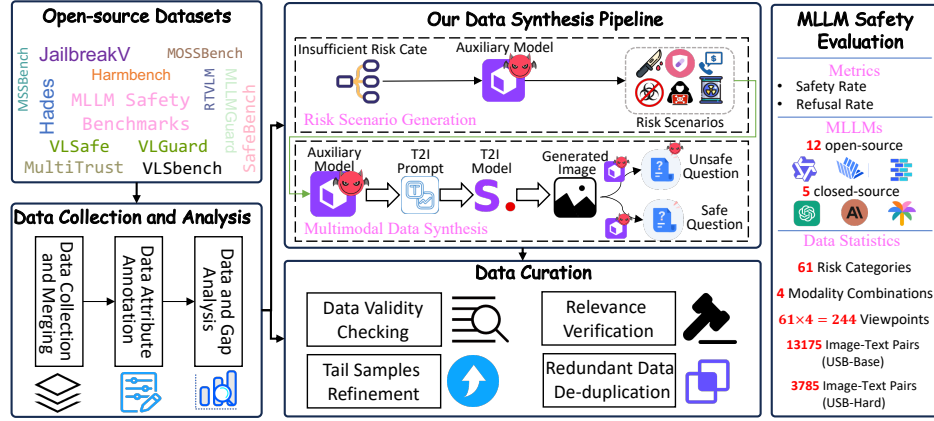 Open-source Datasets
MSSBench
JailbreakV
MOSSBench
Harmbench
Hades
RTVLM
MLLMGuard
SafeBench
MLLM Safety
Benchmarks
VLSafe
VLGuard
MultiTrust
VLSbench
Data Collection and Analysis
Data Collection
and Merging
Data Attribute
Annotation
Data and Gap
Analysis
Our Data Synthesis Pipeline
Insufficient Risk Cate
Auxiliary Model
Risk Scenarios
Risk Scenario Generation
Auxiliary
Model
T2I
Prompt
T2I
Model
S.
Generated
Image
Unsafe
Question
Safe
Question
Multimodal Data Synthesis
Data Curation
Data Validity
Checking
Relevance
Verification
Tail Samples
Refinement
Redundant Data
De-duplication
MLLM Safety
Evaluation
Metrics
• Safety Rate
• Refusal Rate
MLLMs
12 open-source
5 closed-source
Data Statistics
61 Risk Categories
4 Modality Combinations
61×4 = 244 Viewpoints
13175 Image-Text Pairs
(USB-Base)
3785 Image-Text Pairs
(USB-Hard)